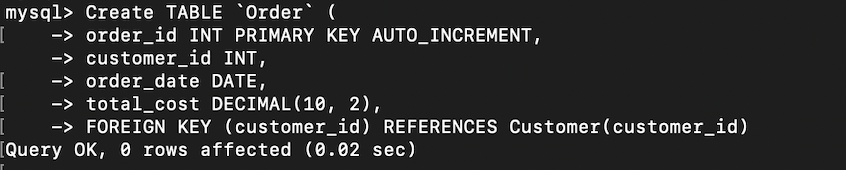 mysql> Create TABLE `Order` (
[    -> order_id INT PRIMARY KEY AUTO_INCREMENT,
    -> customer_id INT,
[    -> order_date DATE,
[    -> total_cost DECIMAL(10, 2),
[    -> FOREIGN KEY (customer_id) REFERENCES Customer(customer_id)
[Query OK, 0 rows affected (0.02 sec)